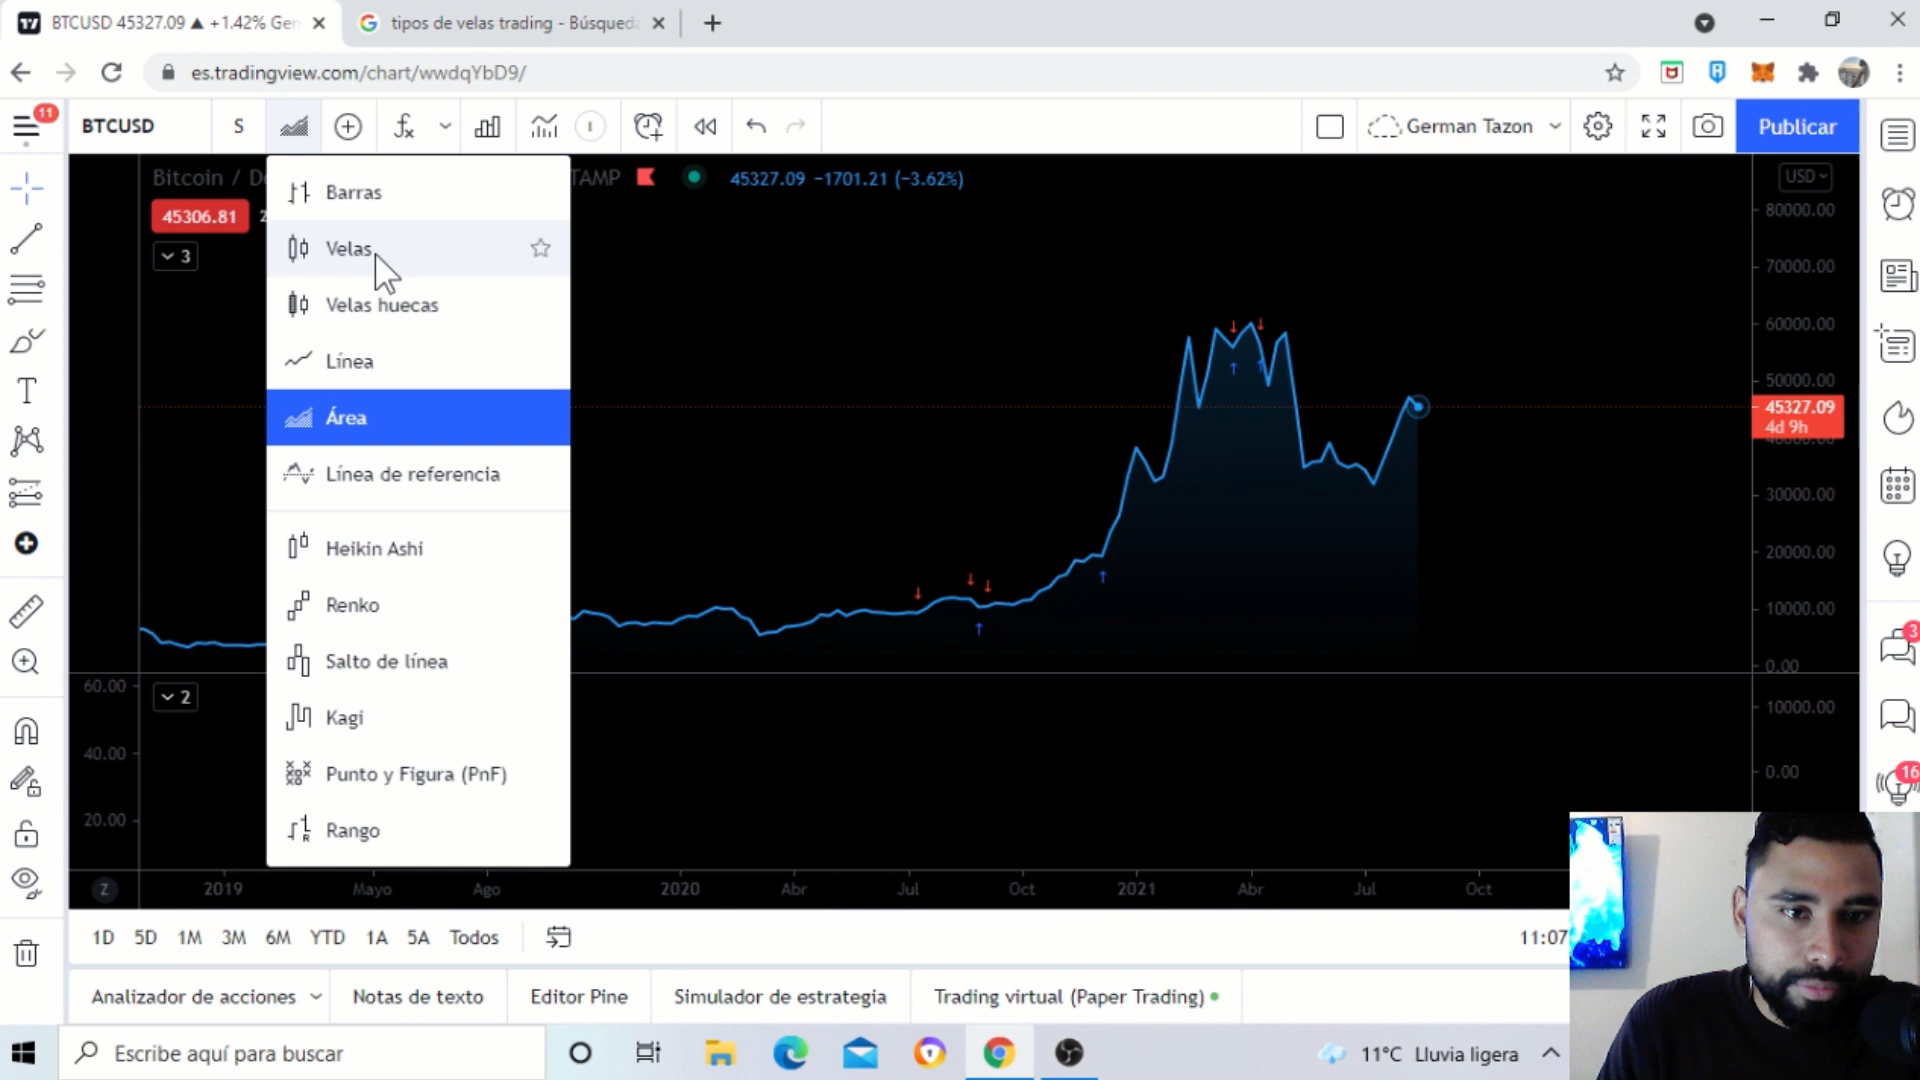 BTCUSD 45327.09 ▲ +1.42% Ger
tipos de velas trading - Búsqued
es.tradingview.com/chart/wwdqYbD9/
11
BTCUSD
S
German Tazon
Publicar
Bitcoin / D
TAMP
45327.09 −1701.21 (−3.62%)
USD
45306.81
2
3
Barras
Velas
Velas huecas
Línea
Área
Línea de referencia
Heikin Ashi
Renko
Salto de línea
Kagi
Punto y Figura (PnF)
Rango
80000.00
70000.00
60000.00
50000.00
45327.09
4d 9h
40000.00
30000.00
20000.00
10000.00
0.00
60.00
2
10000.00
40.00
0.00
20.00
3
16
Z
2019
Mayo
Ago
2020
Abr
Jul
Oct
2021
Abr
Jul
Oct
1D
5D
1M
3M
6M
YTD
1A
5A
Todos
11:07
Analizador de acciones
Notas de texto
Editor Pine
Simulador de estrategia
Trading virtual (Paper Trading)
Escribe aquí para buscar
11°C Lluvia ligera